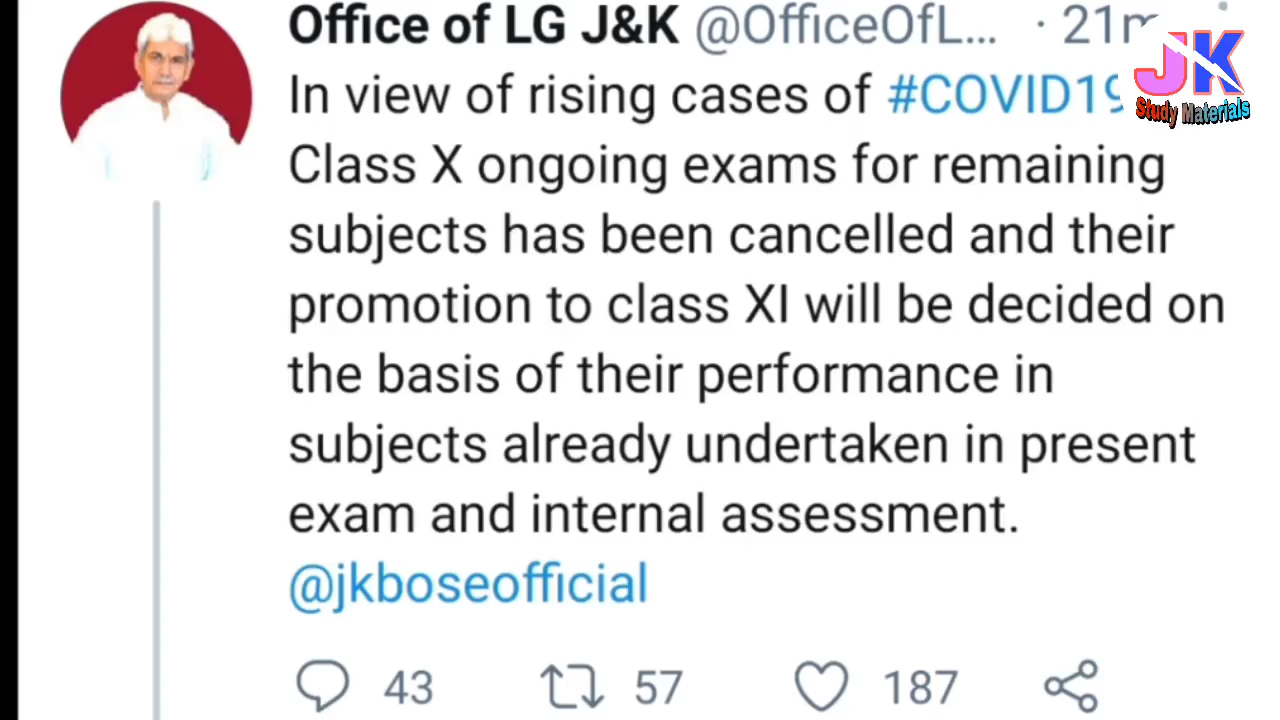 Office of LG J&K @OfficeOfL... · 21m
JK
Study Materials
In view of rising cases of #COVID19
Class X ongoing exams for remaining
subjects has been cancelled and their
promotion to class XI will be decided on
the basis of their performance in
subjects already undertaken in present
exam and internal assessment.
@jkboseofficial
43 57 187